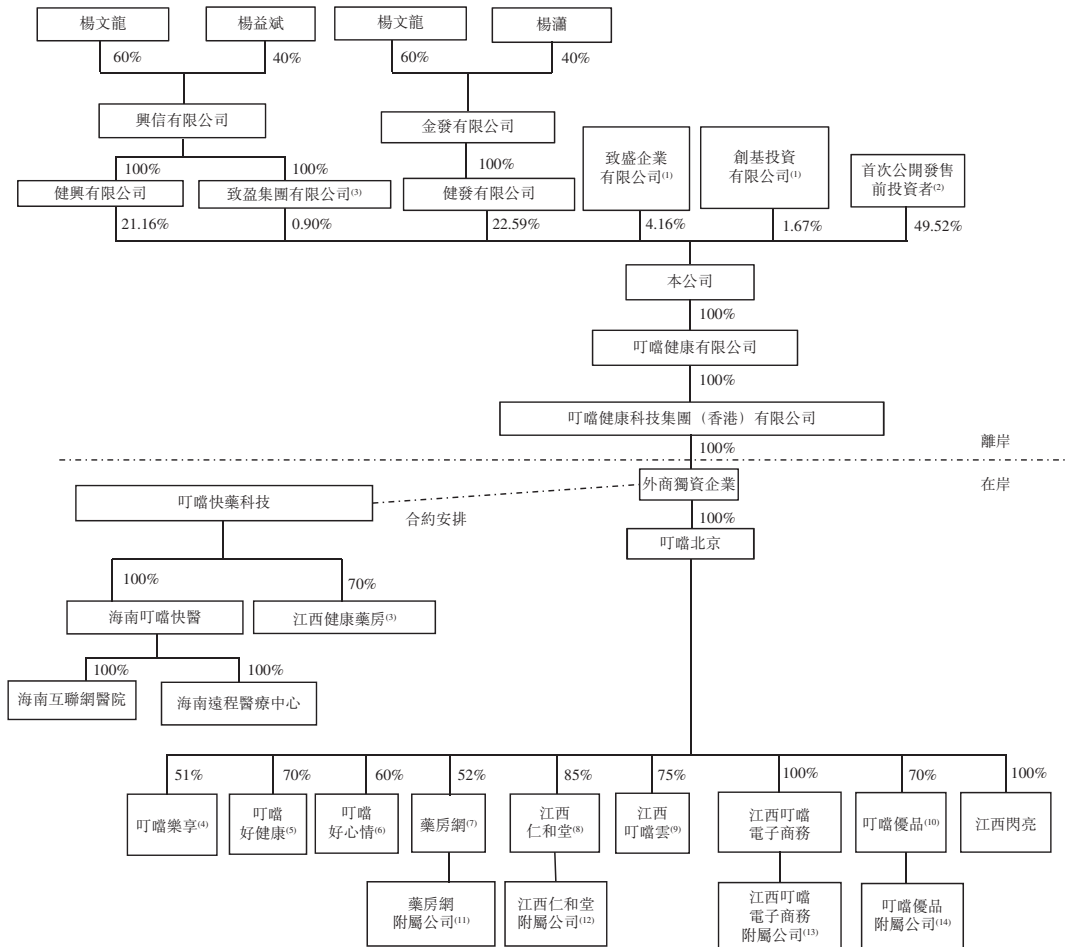 楊文龍
楊益斌
楊文龍
楊瀟
60%
40%
60%
40%
興信有限公司
金發有限公司
致盛企業
有限公司(1)
創基投資
有限公司(1)
首次公開發售
前投資者(2)
100%
100%
100%
健興有限公司
致盈集團有限公司(3)
健發有限公司
21.16%
0.90%
22.59%
4.16%
1.67%
49.52%
本公司
100%
叮噹健康有限公司
100%
叮噹健康科技集團（香港）有限公司
100%
離岸
在岸
外商獨資企業
叮噹快藥科技
合約安排
100%
叮噹北京
100%
70%
海南叮噹快醫
江西健康藥房(3)
100%
100%
海南互聯網醫院
海南遠程醫療中心
51%
70%
60%
52%
85%
75%
100%
70%
100%
叮噹樂享(4)
叮噹
好健康(5)
叮噹
好心情(6)
藥房網(7)
江西
仁和堂(8)
江西
叮噹雲(9)
江西叮噹
電子商務
叮噹優品(10)
江西閃亮
藥房網
附屬公司(11)
江西仁和堂
附屬公司(12)
江西叮噹
電子商務
附屬公司(13)
叮噹優品
附屬公司(14)